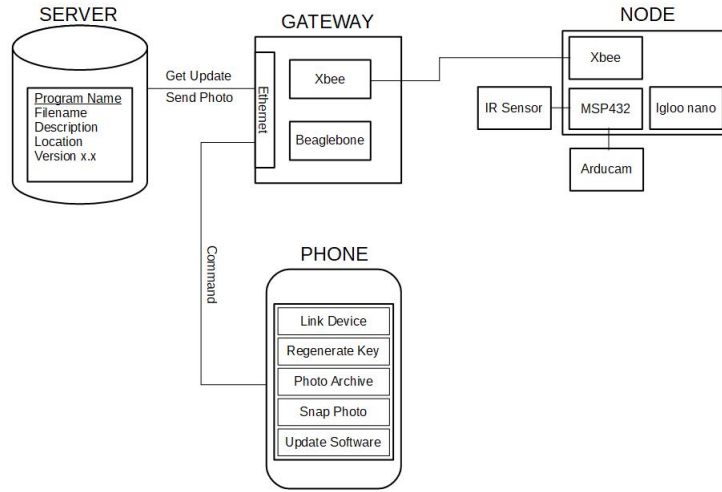 SERVER
Program Name
Filename
Description
Location
Version x.x
Get Update
Send Photo
GATEWAY
Ethernet
Xbee
Beaglebone
NODE
Xbee
IR Sensor
MSP432
Igloo nano
Arducam
Command
PHONE
Link Device
Regenerate Key
Photo Archive
Snap Photo
Update Software